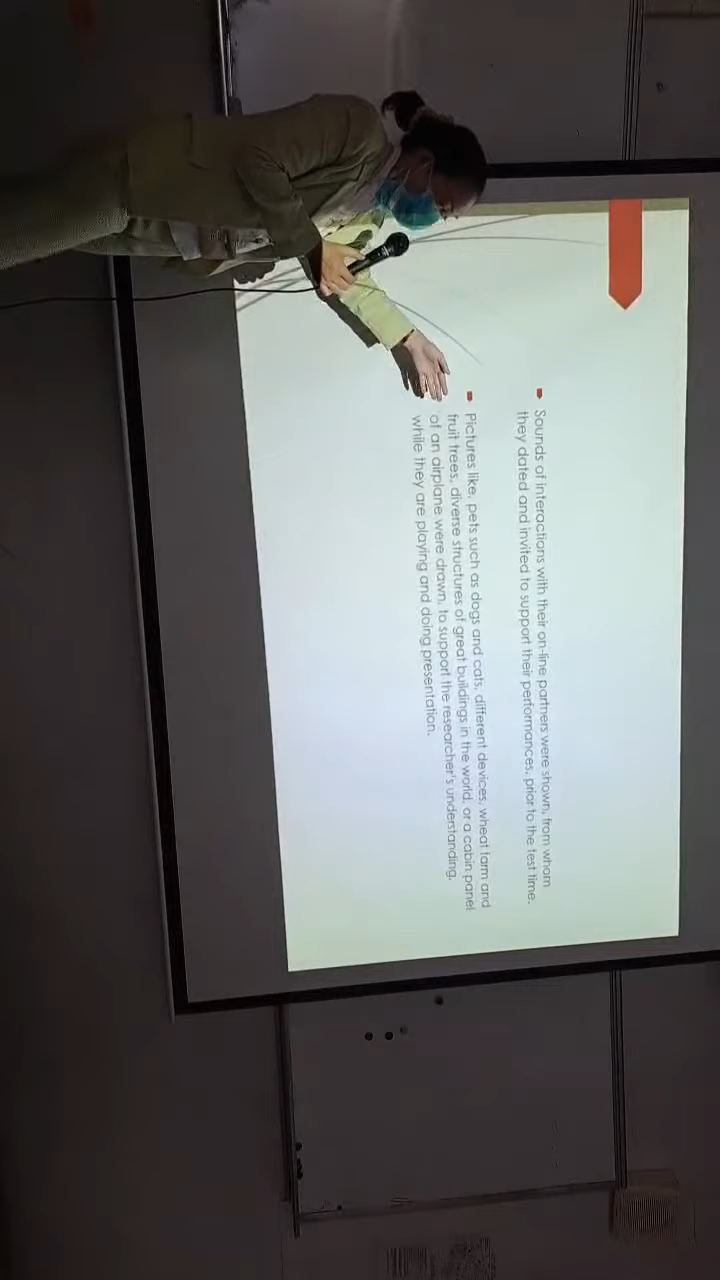 Sounds of interactions with their on-line partners were shown, from whom
they dated and invited to support their performances, prior to the test time.
Pictures like, pets such as dogs and cats, different devices, wheat farm and
fruit trees, diverse structures of great buildings in the world, or a cabin panel
of an airplane were drawn, to support the researcher's understanding,
while they are playing and doing presentation.